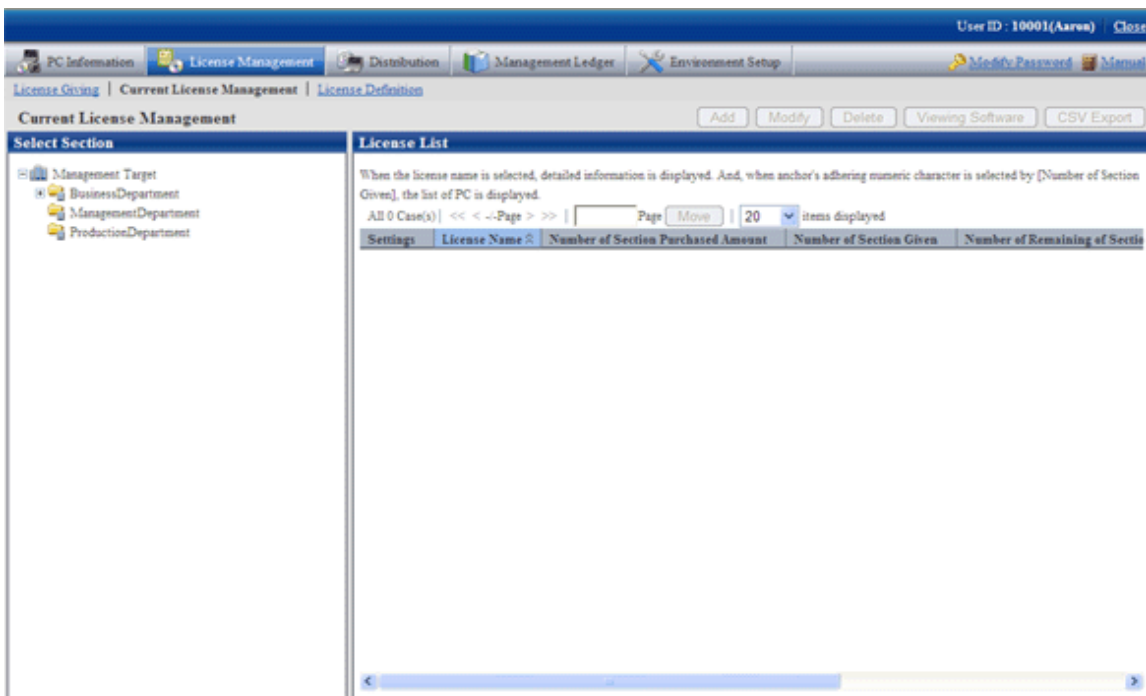 User ID : 10001(Aaron) Close
PC Information License Management Distribution Management Ledger Environment Setup Modify Password Manual
License Giving | Current License Management | License Definition
Current License Management Add Modify Delete Viewing Software CSV Export
Select Section License List
Management Target
BusinessDepartment
ManagementDepartment
ProductionDepartment
When the license name is selected, detailed information is displayed. And, when anchor's adhering numeric character is selected by [Number of Section
Given], the list of PC is displayed.
All 0 Case(s) | << < -/-Page > >> | Page Move | 20 items displayed
Settings License Name Number of Section Purchased Amount Number of Section Given Number of Remaining of Sectio